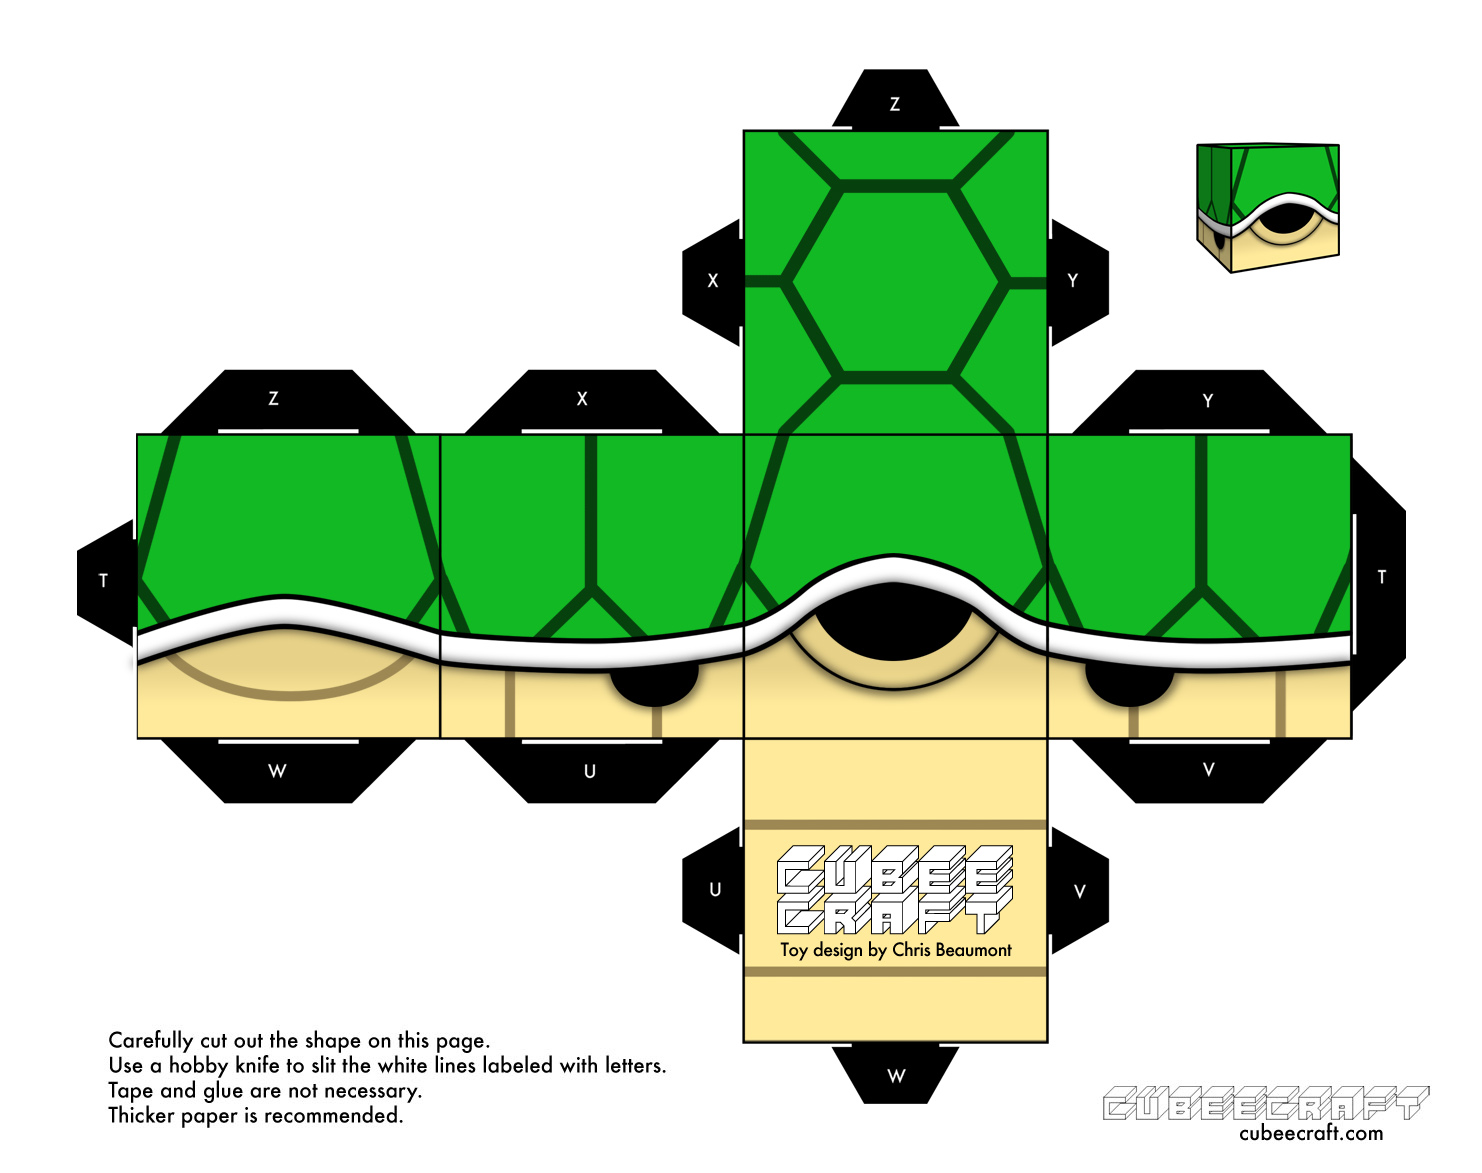 Z
X
Y
Z
X
Y
T
T
W
U
V
U
V
CUBEE
CRAFT
Toy design by Chris Beaumont
W
Carefully cut out the shape on this page.
Use a hobby knife to slit the white lines labeled with letters.
Tape and glue are not necessary.
Thicker paper is recommended.
CUBEECRAFT
cubeecraft.com